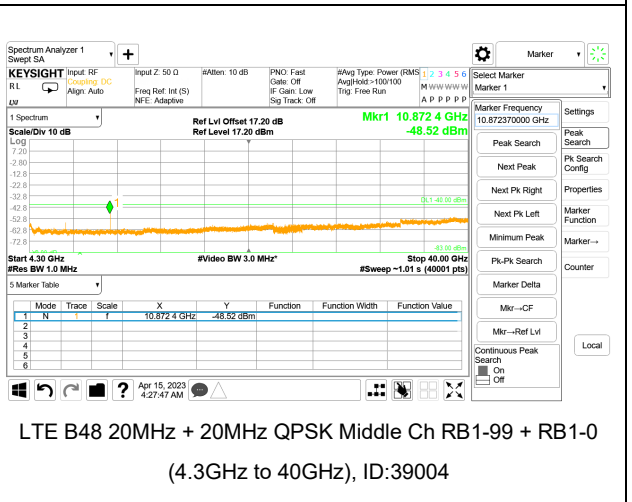 Spectrum Analyzer 1
Swept SA
+
Marker
KEYSIGHT
RL
Input: RF
Coupling: DC
Align: Auto
Input Z: 50 Ω
Freq Ref: Int (S)
NFE: Adaptive
#Atten: 10 dB
PNO: Fast
Gate: Off
IF Gain: Low
Sig Track: Off
#Avg Type: Power (RMS
Avg|Hold:>100/100
Trig: Free Run
1 2 3 4 5 6
M W W W W W
A P P P P P
Select Marker
Marker 1
1 Spectrum
Scale/Div 10 dB
Log
Ref Lvl Offset 17.20 dB
Ref Level 17.20 dBm
Mkr1 10.872 4 GHz
-48.52 dBm
7.20
-2.80
-12.8
-22.8
-32.8
-42.8
-52.8
-62.8
-72.8
1
DL1 -40.00 dBm
-83.00 dBm
Start 4.30 GHz
#Res BW 1.0 MHz
#Video BW 3.0 MHz*
Stop 40.00 GHz
#Sweep ~1.01 s (40001 pts)
Marker Frequency
10.872370000 GHz
Peak Search
Next Peak
Next Pk Right
Next Pk Left
Minimum Peak
Pk-Pk Search
Marker Delta
Mkr→CF
Mkr→Ref Lvl
Continuous Peak
Search
On
Off
Settings
Peak
Search
Pk Search
Config
Properties
Marker
Function
Marker→
Counter
Local
5 Marker Table
Mode Trace Scale X Y Function Function Width Function Value
1 N 1 f 10.872 4 GHz -48.52 dBm
2
3
4
5
6
?
Apr 15, 2023
4:27:47 AM
LTE B48 20MHz + 20MHz QPSK Middle Ch RB1-99 + RB1-0
(4.3GHz to 40GHz), ID:39004